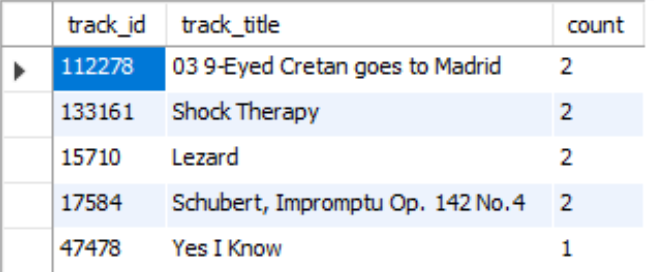 track_id track_title count
112278 03 9-Eyed Cretan goes to Madrid 2
133161 Shock Therapy 2
15710 Lezard 2
17584 Schubert, Impromptu Op. 142 No.4 2
47478 Yes I Know 1